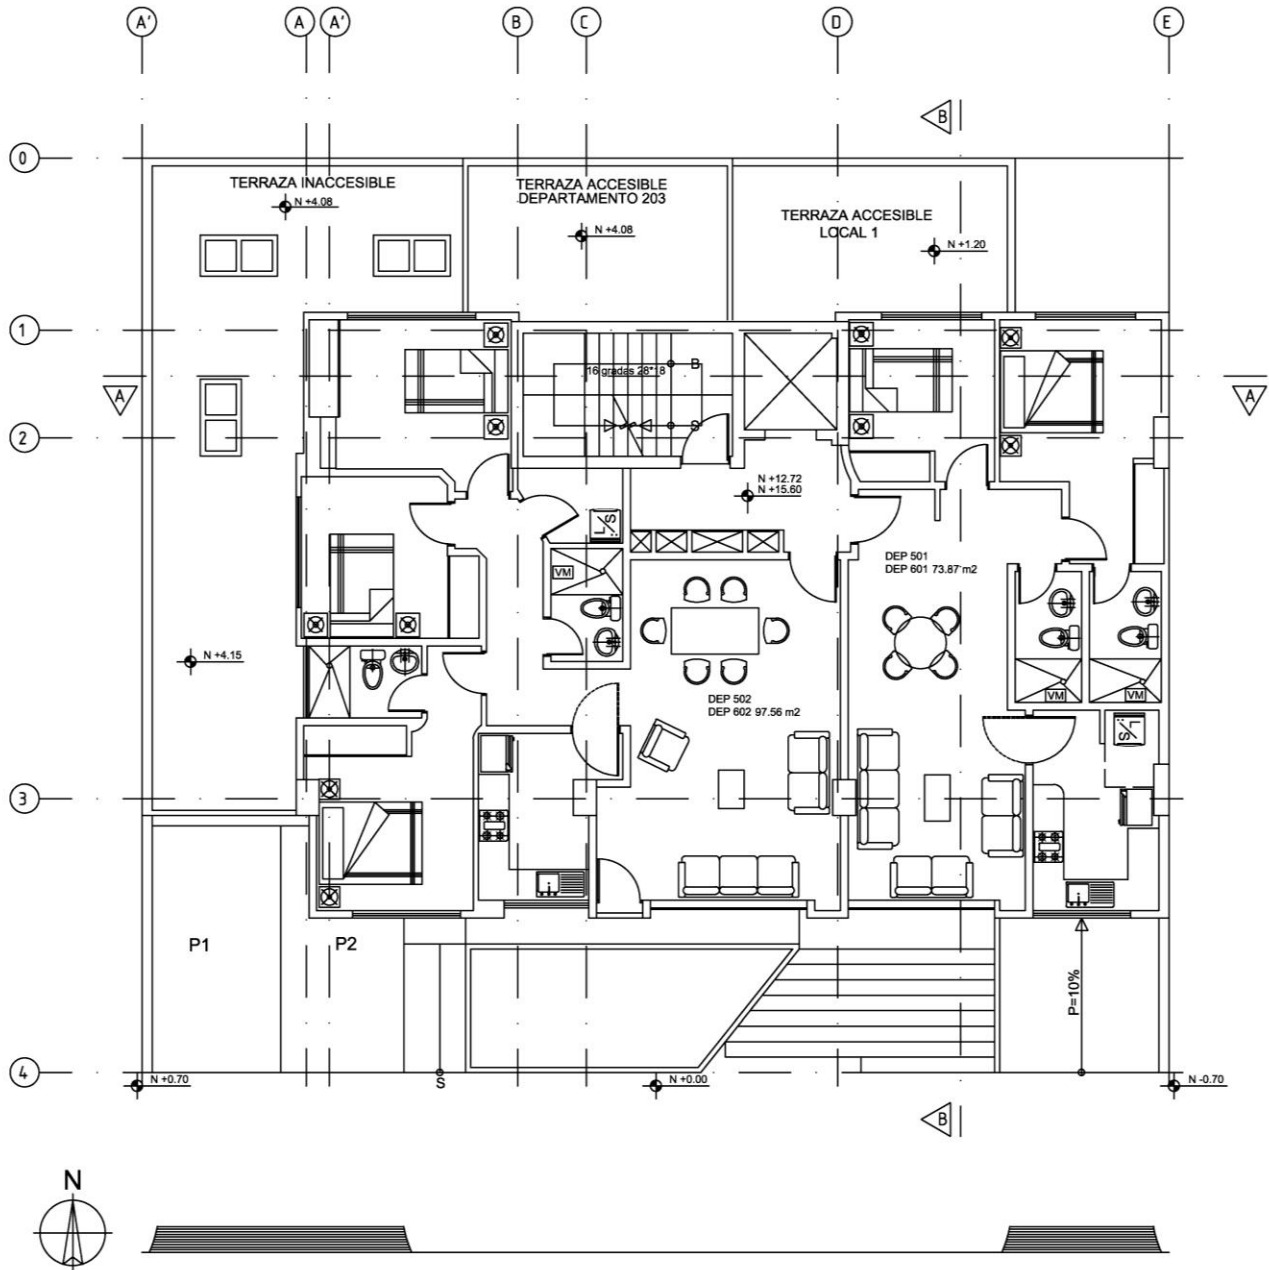 A' A A' B C D E
B
0
TERRAZA INACCESIBLE
N +4.08
TERRAZA ACCESIBLE
DEPARTAMENTO 203
N +4.08
TERRAZA ACCESIBLE
LOCAL 1
N +1.20
1
16 gradas 28*18
B
A
A
2
S
N +12.72
N +15.60
L/S
DEP 501
DEP 601 73.87 m2
VM
N +4.15
DEP 502
DEP 602 97.56 m2
VM
VM
L/S
3
P1
P2
P=10%
4
N +0.70
S
N +0.00
N -0.70
B
N